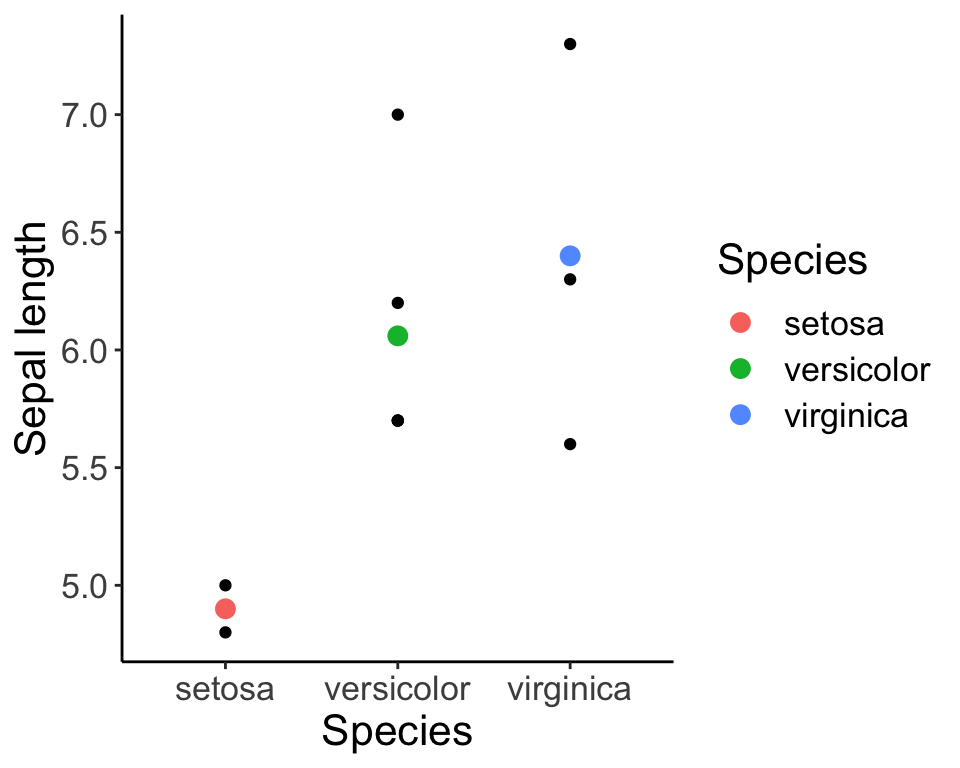 7.0
6.5
6.0
5.5
5.0
Sepal length
setosa versicolor virginica
Species
Species
setosa
versicolor
virginica